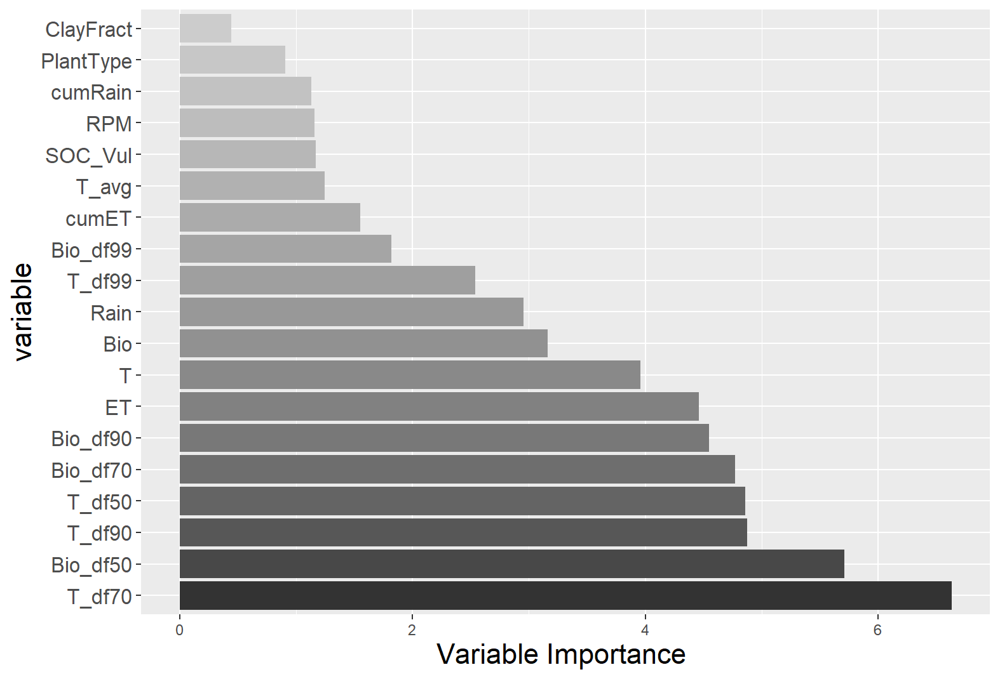 ClayFract
PlantType
cumRain
RPM
SOC_Vul
T_avg
cumET
Bio_df99
T_df99
Rain
Bio
T
ET
Bio_df90
Bio_df70
T_df50
T_df90
Bio_df50
T_df70
variable
0 2 4 6
Variable Importance